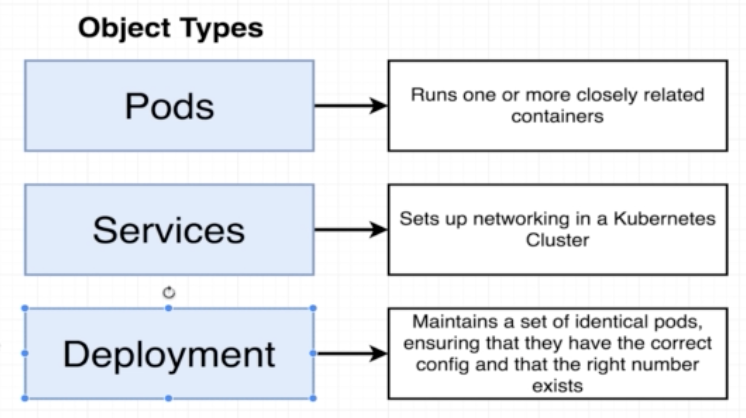 Object Types
Pods
Runs one or more closely related
containers
Services
Sets up networking in a Kubernetes
Cluster
Deployment
Maintains a set of identical pods,
ensuring that they have the correct
config and that the right number
exists